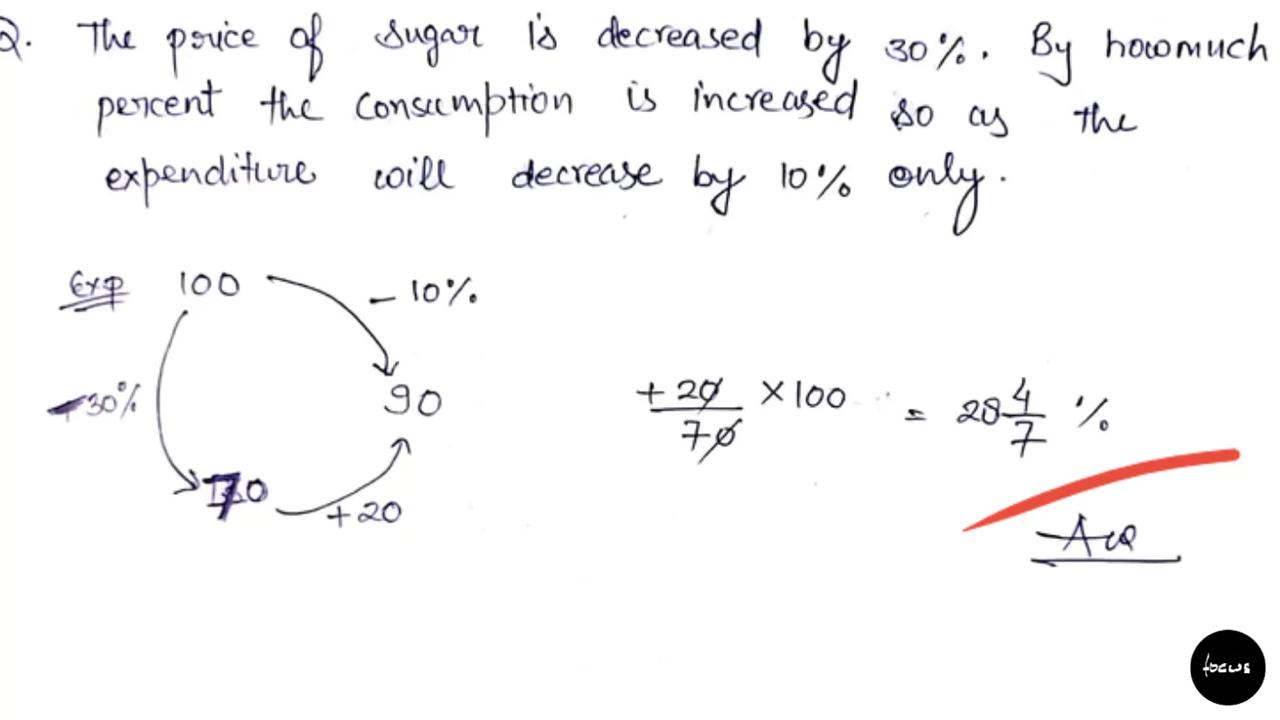 Q. The price of sugar is decreased by 30%. By howmuch
percent the consumption is increased so as the
expenditure will decrease by 10% only.
Exp 100 - 10%
-30%
90
70
+20
+20/70 ×100 = 28 4/7 %
Ans
focus